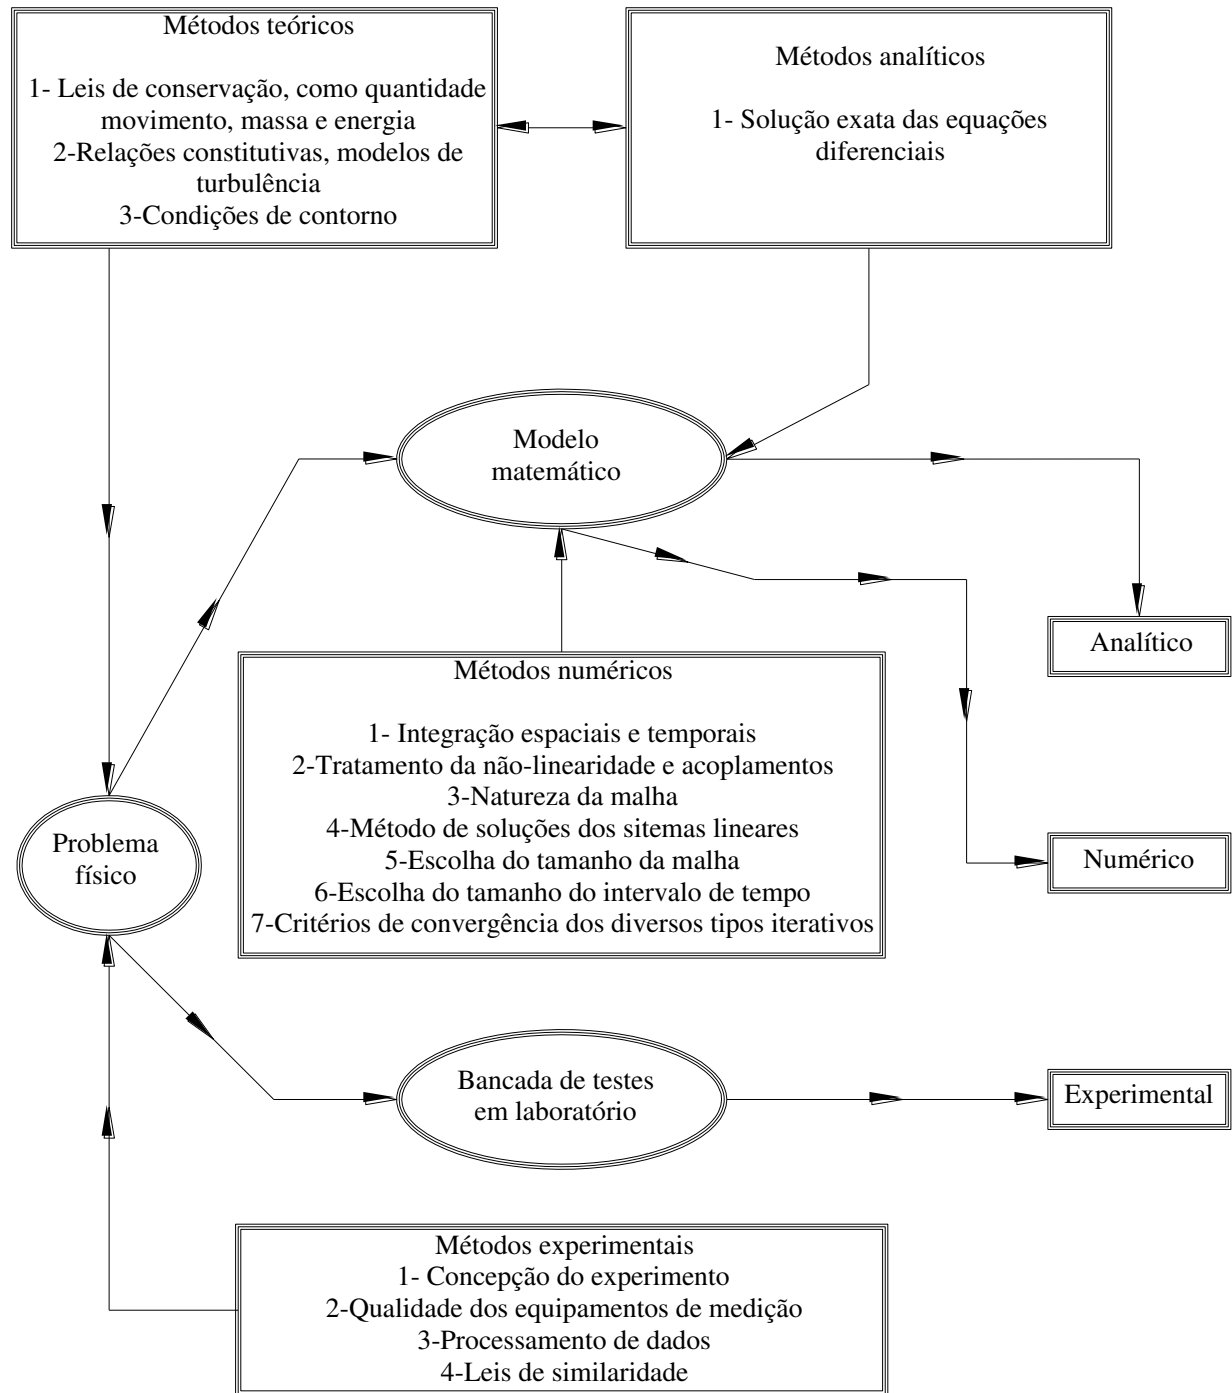 Métodos teóricos
1- Leis de conservação, como quantidade
movimento, massa e energia
2-Relações constitutivas, modelos de
turbulência
3-Condições de contorno
Métodos analíticos
1- Solução exata das equações
diferenciais
Modelo
matemático
Analítico
Métodos numéricos
1- Integração espaciais e temporais
2-Tratamento da não-linearidade e acoplamentos
3-Natureza da malha
4-Método de soluções dos sitemas lineares
5-Escolha do tamanho da malha
6-Escolha do tamanho do intervalo de tempo
7-Critérios de convergência dos diversos tipos iterativos
Problema
físico
Numérico
Bancada de testes
em laboratório
Experimental
Métodos experimentais
1- Concepção do experimento
2-Qualidade dos equipamentos de medição
3-Processamento de dados
4-Leis de similaridade